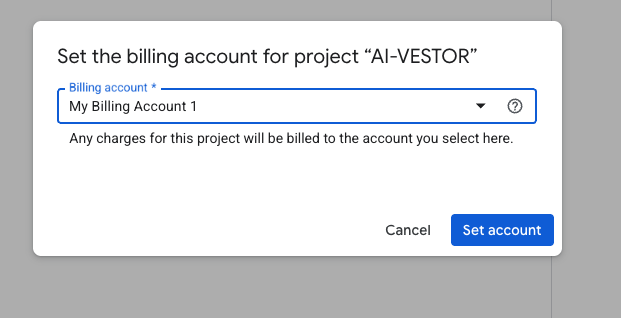 Set the billing account for project “AI-VESTOR”
Billing account *
My Billing Account 1
Any charges for this project will be billed to the account you select here.
Cancel
Set account